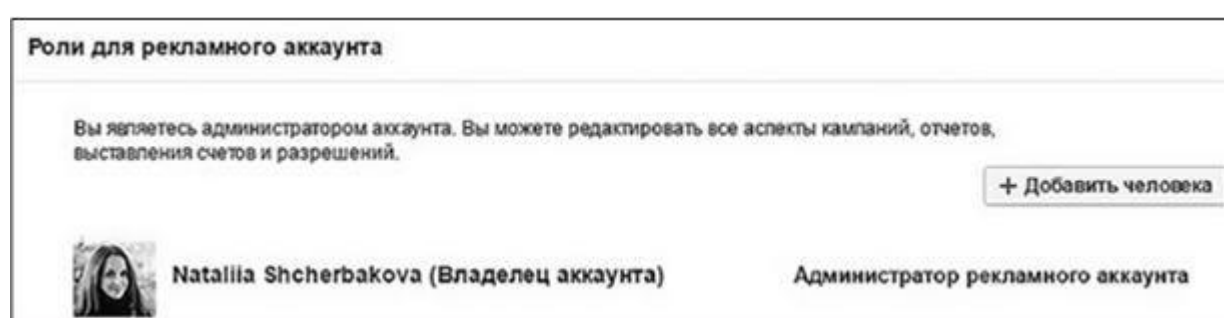 Роли для рекламного аккаунта
Вы являетесь администратором аккаунта. Вы можете редактировать все аспекты кампаний, отчетов,
выставления счетов и разрешений.
+ Добавить человека
Nataliia Shcherbakova (Владелец аккаунта) Администратор рекламного аккаунта